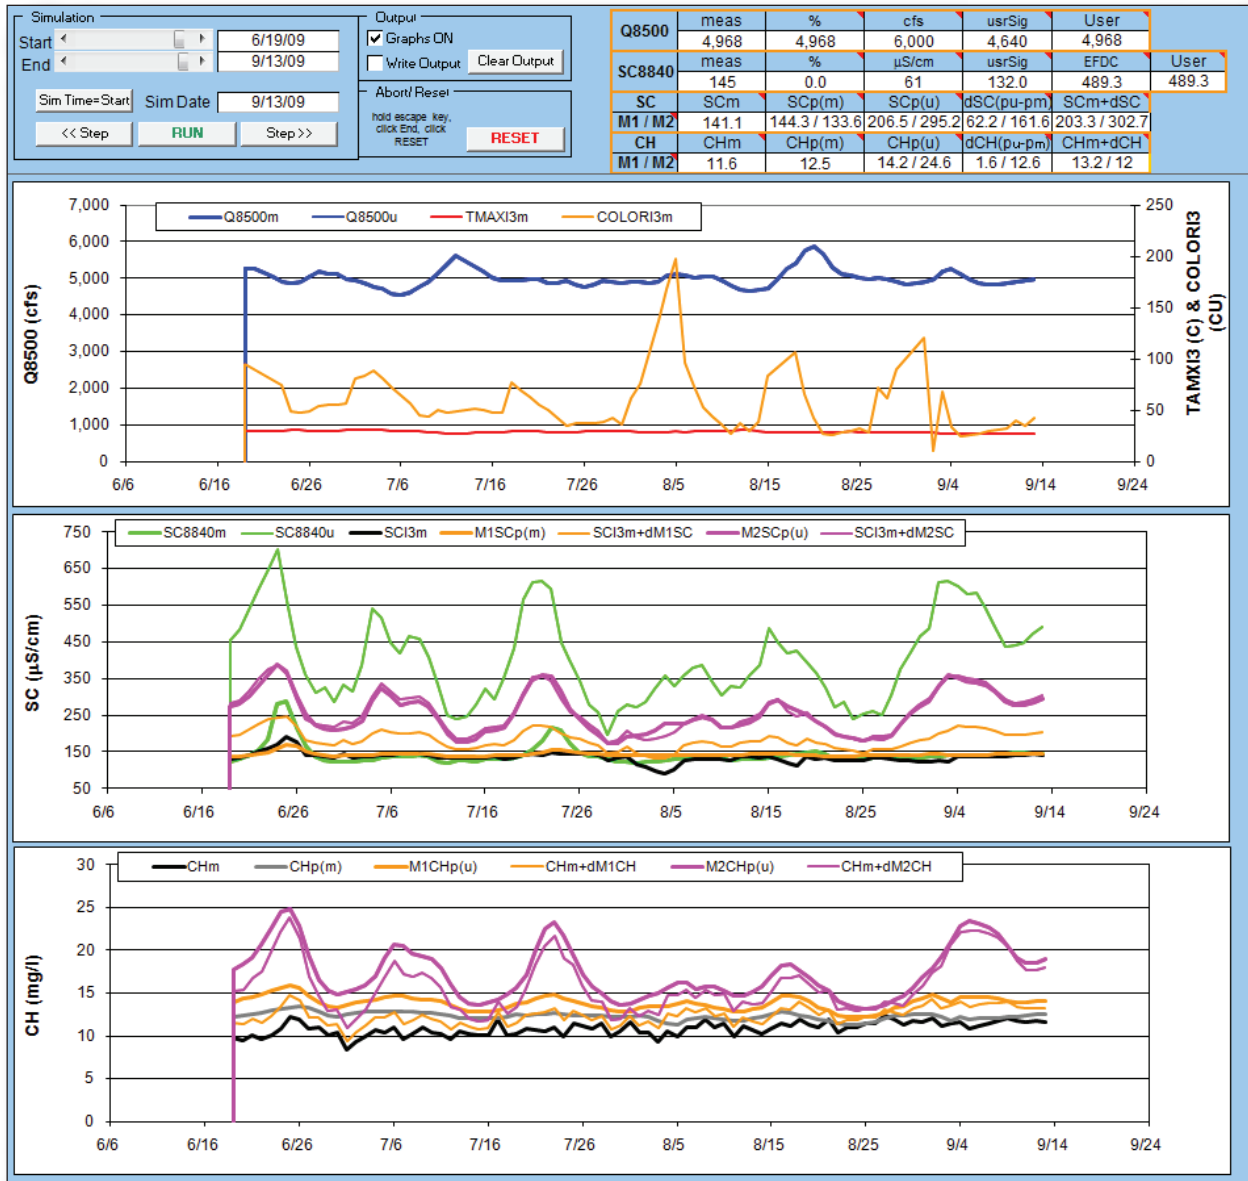 Simulation
Start 6/19/09
End 9/13/09
Sim Time=Start Sim Date 9/13/09
<< Step RUN Step>>
Output
Graphs ON
Write Output Clear Output
Abort/ Reset
hold escape key,
click End, click
RESET
RESET
Q8500 meas % cfs usrSig User
4,968 4,968 6,000 4,640 4,968
SC8840 meas % µS/cm usrSig EFDC User
145 0.0 61 132.0 489.3 489.3
SC SCm SCp(m) SCp(u) dSC(pu-pm) SCm+dSC
M1 / M2 141.1 144.3 / 133.6 206.5 / 295.2 62.2 / 161.6 203.3 / 302.7
CH CHm CHp(m) CHp(u) dCH(pu-pm) CHm+dCH
M1 / M2 11.6 12.5 14.2 / 24.6 1.6 / 12.6 13.2 / 12
Q8500m Q8500u TMAXI3m COLORI3m
Q8500 (cfs)
7,000
6,000
5,000
4,000
3,000
2,000
1,000
0
250
200
150
100
50
0
TAMXI3 (C) & COLORI3
(CU)
6/6 6/16 6/26 7/6 7/16 7/26 8/5 8/15 8/25 9/4 9/14 9/24
SC8840m SC8840u SCI3m M1SCp(m) SCI3m+dM1SC M2SCp(u) SCI3m+dM2SC
SC (µS/cm)
750
650
550
450
350
250
150
50
6/6 6/16 6/26 7/6 7/16 7/26 8/5 8/15 8/25 9/4 9/14 9/24
CHm CHp(m) M1CHp(u) CHm+dM1CH M2CHp(u) CHm+dM2CH
CH (mg/l)
30
25
20
15
10
5
0
6/6 6/16 6/26 7/6 7/16 7/26 8/5 8/15 8/25 9/4 9/14 9/24